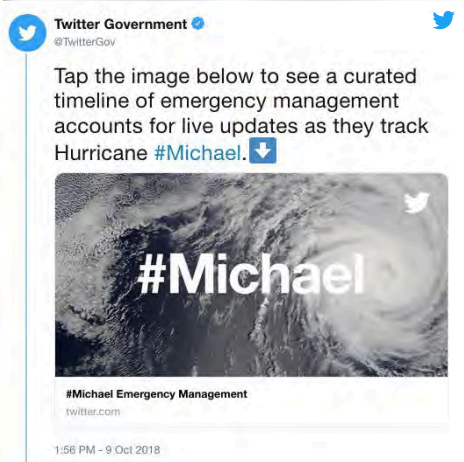 Twitter Government
@TwitterGov
Tap the image below to see a curated
timeline of emergency management
accounts for live updates as they track
Hurricane #Michael. ⬇️
#Michael
#Michael Emergency Management
twitter.com
1:56 PM - 9 Oct 2018